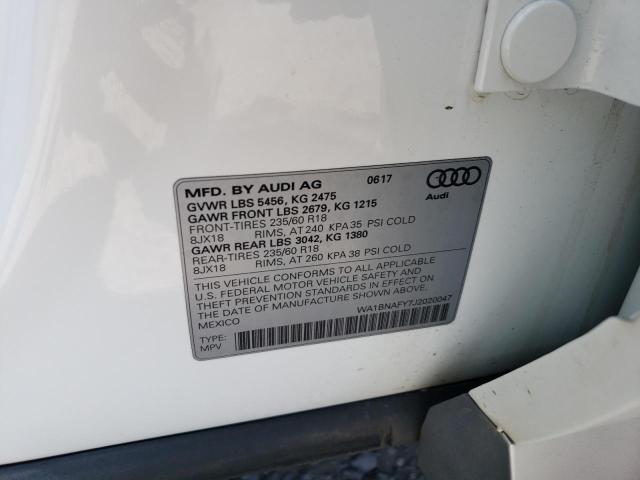 MFD. BY AUDI AG 0617
GVWR LBS 5456, KG 2475
GAWR FRONT LBS 2679, KG 1215
FRONT-TIRES 235/60 R18
8JX18 RIMS, AT 240 KPA 35 PSI COLD
GAWR REAR LBS 3042, KG 1380
REAR-TIRES 235/60 R18
8JX18 RIMS, AT 260 KPA 38 PSI COLD
Audi
THIS VEHICLE CONFORMS TO ALL APPLICABLE
U.S. FEDERAL MOTOR VEHICLE SAFETY, BUMPER, AND
THEFT PREVENTION STANDARDS IN EFFECT ON
THE DATE OF MANUFACTURE SHOWN ABOVE.
MEXICO
WA1BNAFY7J2020047
TYPE:
MPV